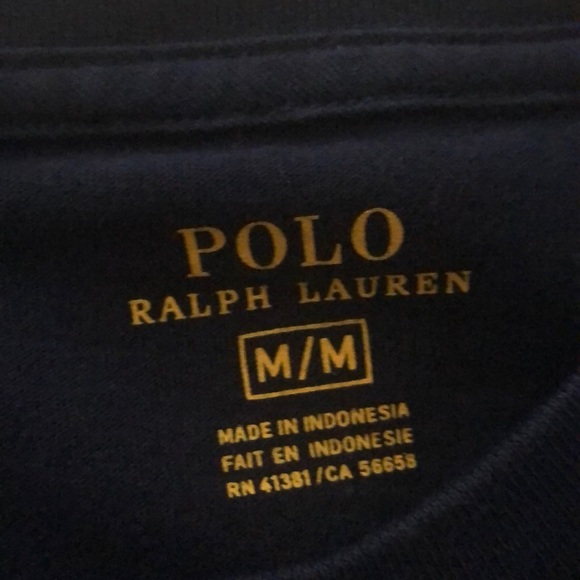 POLO
RALPH LAUREN
M/M
MADE IN INDONESIA
FAIT EN INDONESIE
RN 41381/CA 56658